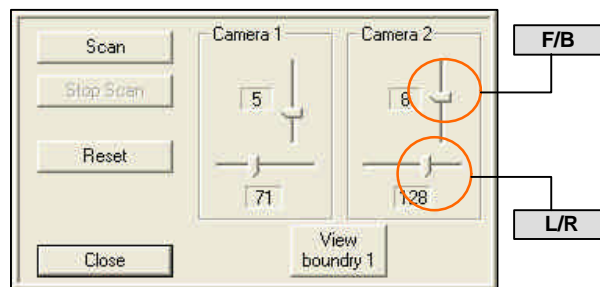 Scan
Stop Scan
Reset
Close
Camera 1
5
71
Camera 2
8
128
View
boundry 1
F/B
L/R